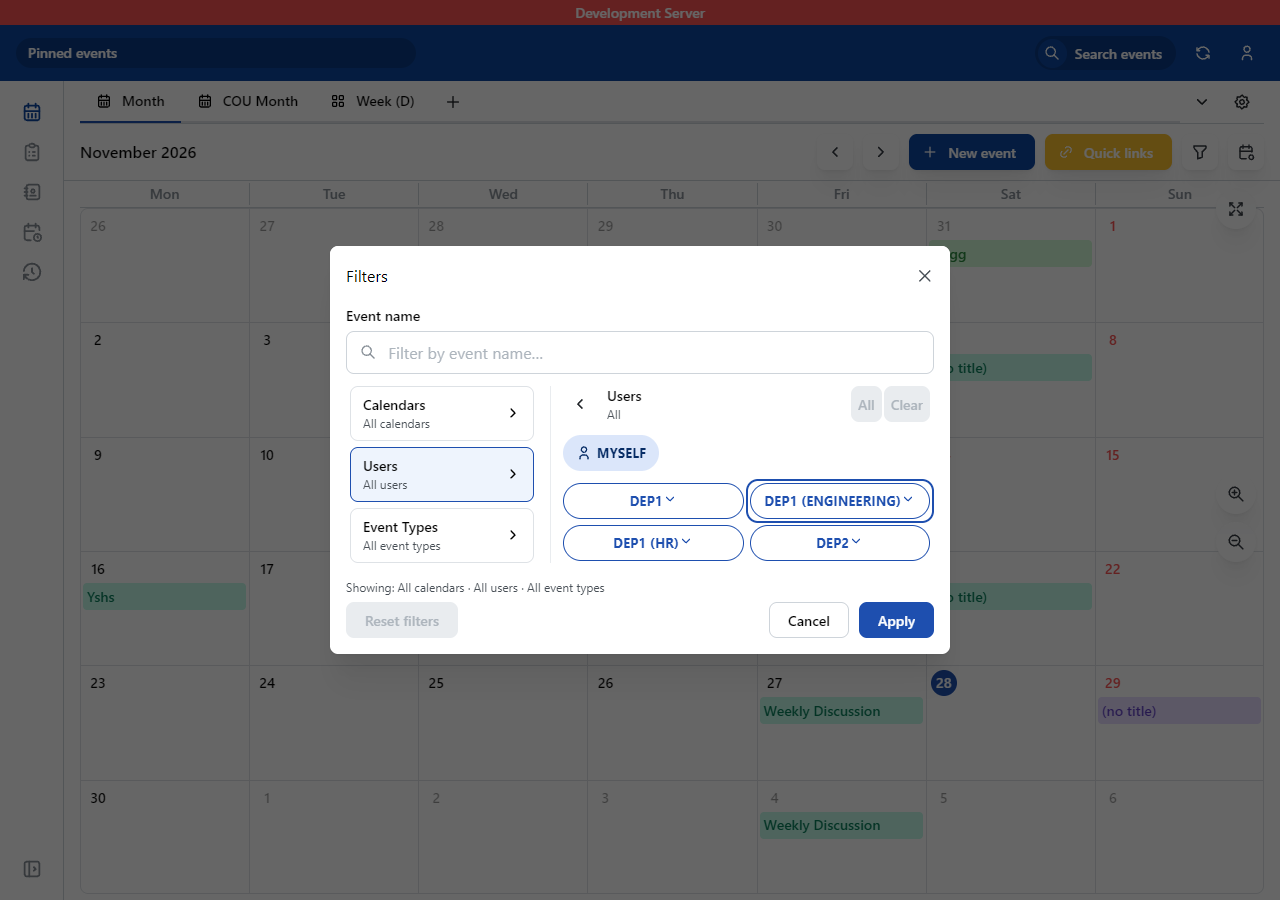 Development Server
Pinned events
Search events
Month
COU Month
Week (D)
November 2026
New event
Quick links
Mon Tue Wed Thu Fri Sat Sun
26 27 28 29 30 31 1
gg
Filters
Event name
Filter by event name...
2 3 8
title)
Calendars
All calendars
Users
All
All
Clear
MYSELF
9 10 15
Users
All users
DEP1
DEP1 (ENGINEERING)
Event Types
All event types
DEP1 (HR)
DEP2
16 17 22
Yshs
title)
Showing: All calendars · All users · All event types
Reset filters
Cancel
Apply
23 24 25 26 27 28 29
Weekly Discussion
(no title)
30 1 2 3 4 5 6
Weekly Discussion